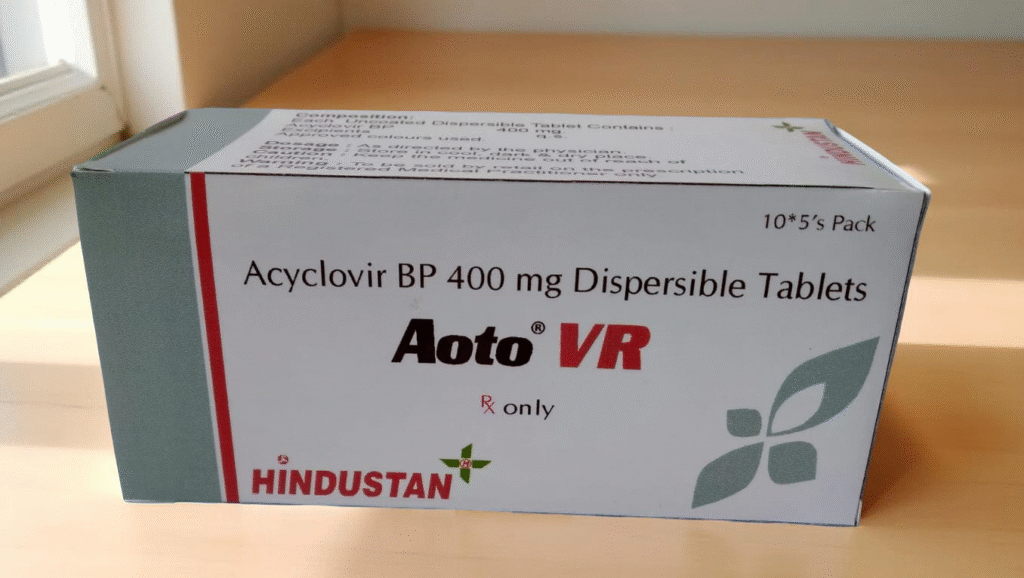 Composition:
Each Uncoated Dispersible Tablet Contains :
Acyclovir BP 400 mg.
Excipients q.s.
Approved colours used
Dosage : As directed by the physician.
Storage : Store in cool, dark & dry place.
Caution : Keep the medicine out of reach of
Children.
Warning : To be sold by retail on the prescription
of a Registered Medical Practitioner only
HINDUSTAN
10*5's Pack
Acyclovir BP 400 mg Dispersible Tablets
Aoto® VR
Rx only
HINDUSTAN